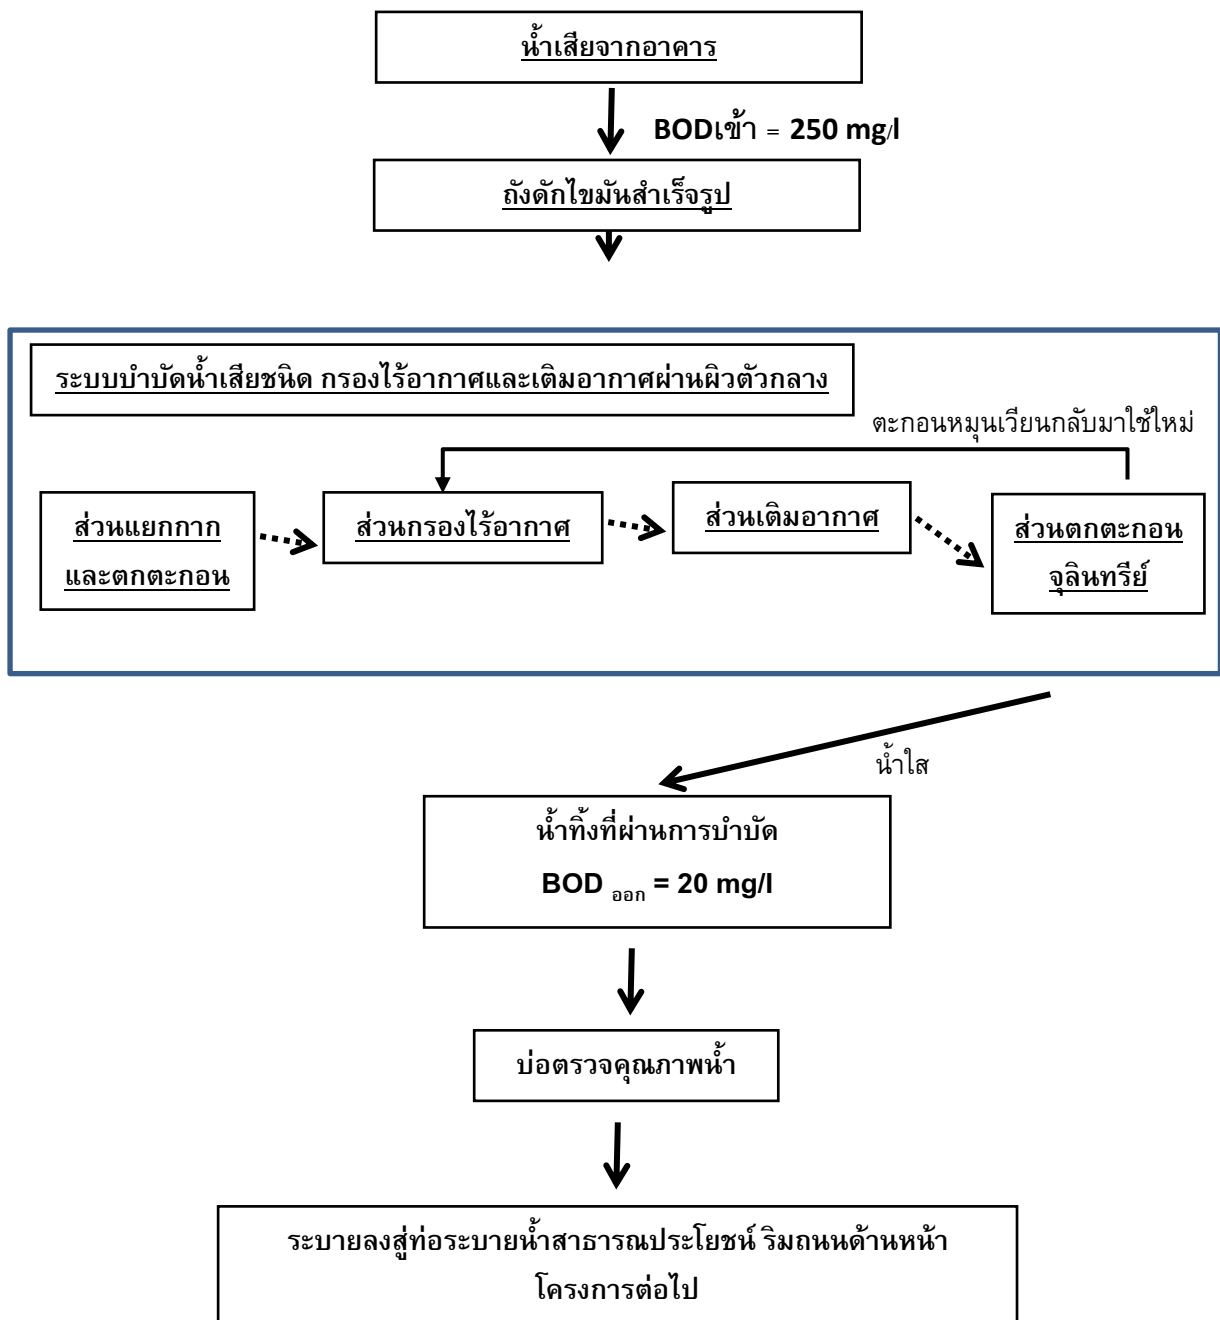 น้ำเสียจากอาคาร
BODเข้า = 250 mg/l
ถังดักไขมันสำเร็จรูป
ระบบบำบัดน้ำเสียชนิด กรองไร้อากาศและเติมอากาศผ่านผิวตัวกลาง
ตะกอนหมุนเวียนกลับมาใช้ใหม่
ส่วนแยกกาก
และตกตะกอน
ส่วนกรองไร้อากาศ
ส่วนเติมอากาศ
ส่วนตกตะกอน
จุลินทรีย์
น้ำใส
น้ำทิ้งที่ผ่านการบำบัด
BOD ออก = 20 mg/l
บ่อตรวจคุณภาพน้ำ
ระบายลงสู่ท่อระบายน้ำสาธารณประโยชน์ ริมถนนด้านหน้า
โครงการต่อไป